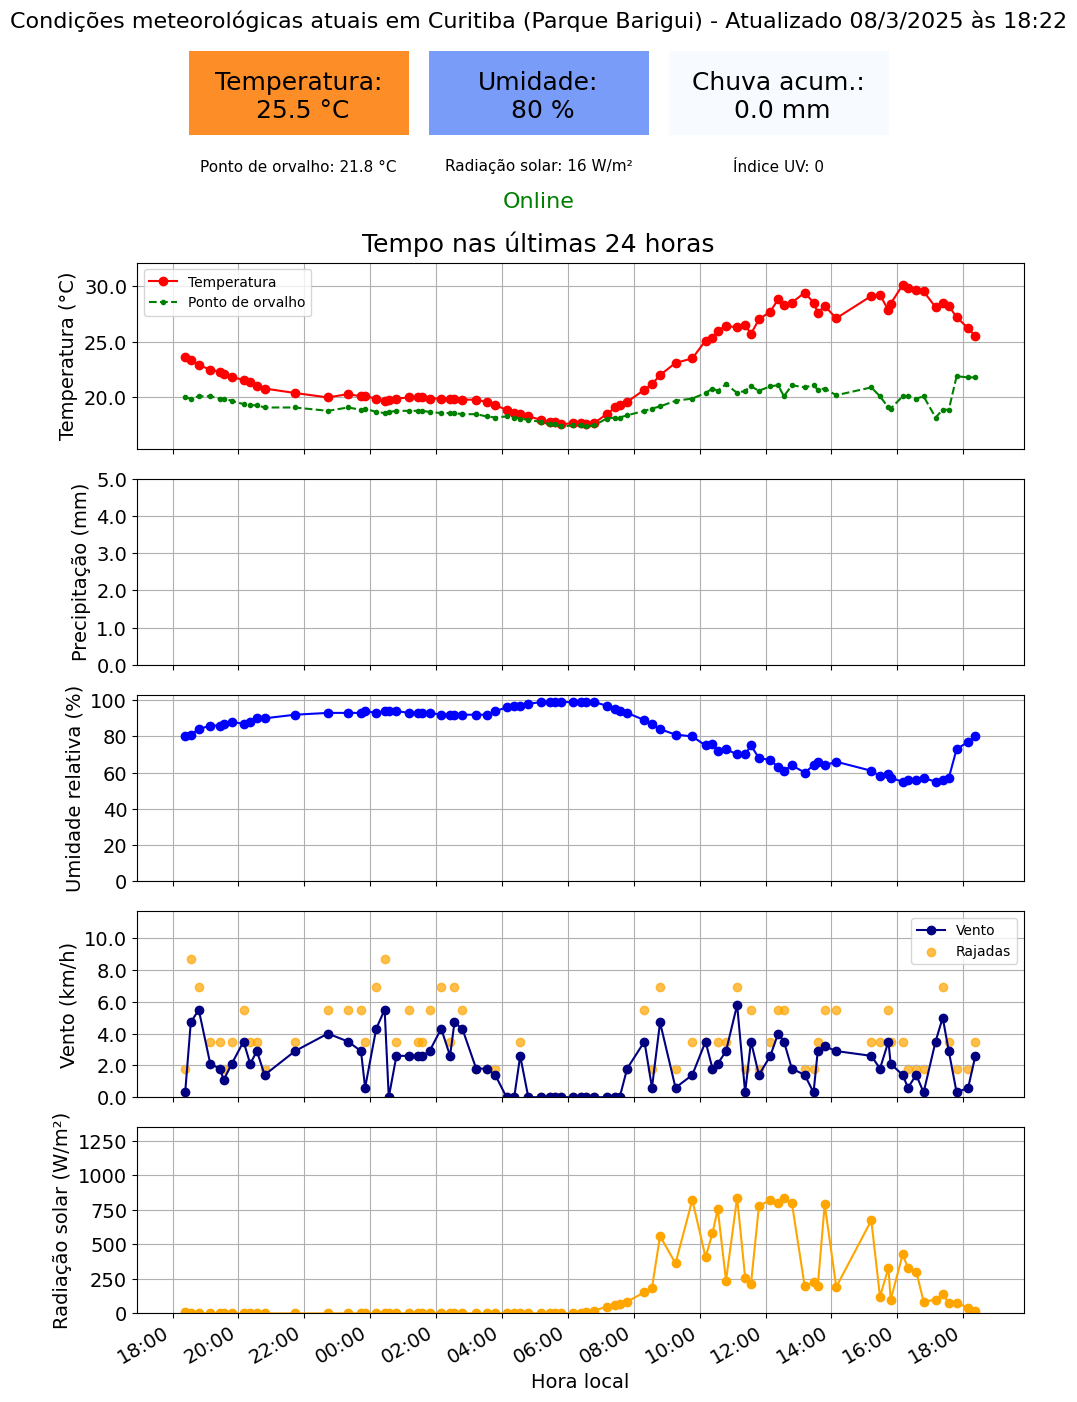 Condições meteorológicas atuais em Curitiba (Parque Barigui) - Atualizado 08/3/2025 às 18:22
Temperatura:
25.5 °C
Umidade:
80 %
Chuva acum.:
0.0 mm
Ponto de orvalho: 21.8 °C
Radiação solar: 16 W/m²
Índice UV: 0
Online
Tempo nas últimas 24 horas
Temperatura (°C)
30.0
25.0
20.0
Temperatura
Ponto de orvalho
Precipitação (mm)
5.0
4.0
3.0
2.0
1.0
0.0
Umidade relativa (%)
100
80
60
40
20
0
Vento (km/h)
10.0
8.0
6.0
4.0
2.0
0.0
Vento
Rajadas
Radiação solar (W/m²)
1250
1000
750
500
250
0
18:00
20:00
22:00
00:00
02:00
04:00
06:00
08:00
10:00
12:00
14:00
16:00
18:00
Hora local